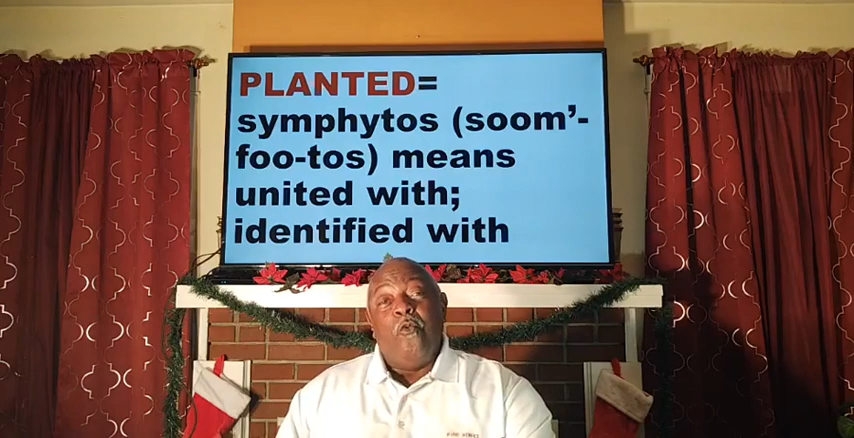 PLANTED=
symphytos (soom’-
foo-tos) means
united with;
identified with